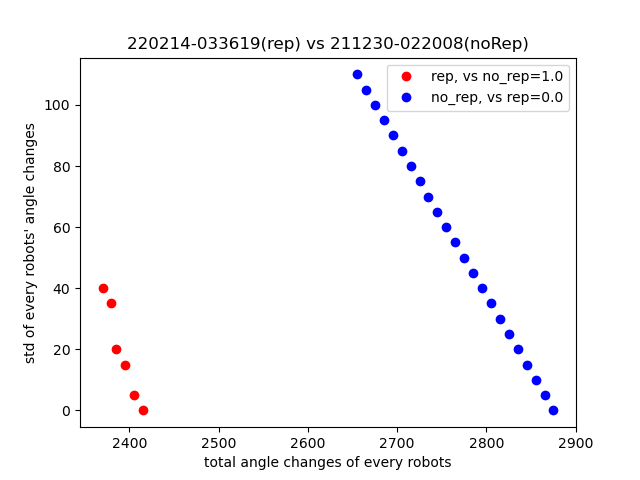 220214-033619(rep) vs 211230-022008(noRep)
rep, vs no_rep=1.0
no_rep, vs rep=0.0
std of every robots' angle changes
100
80
60
40
20
0
2400 2500 2600 2700 2800 2900
total angle changes of every robots